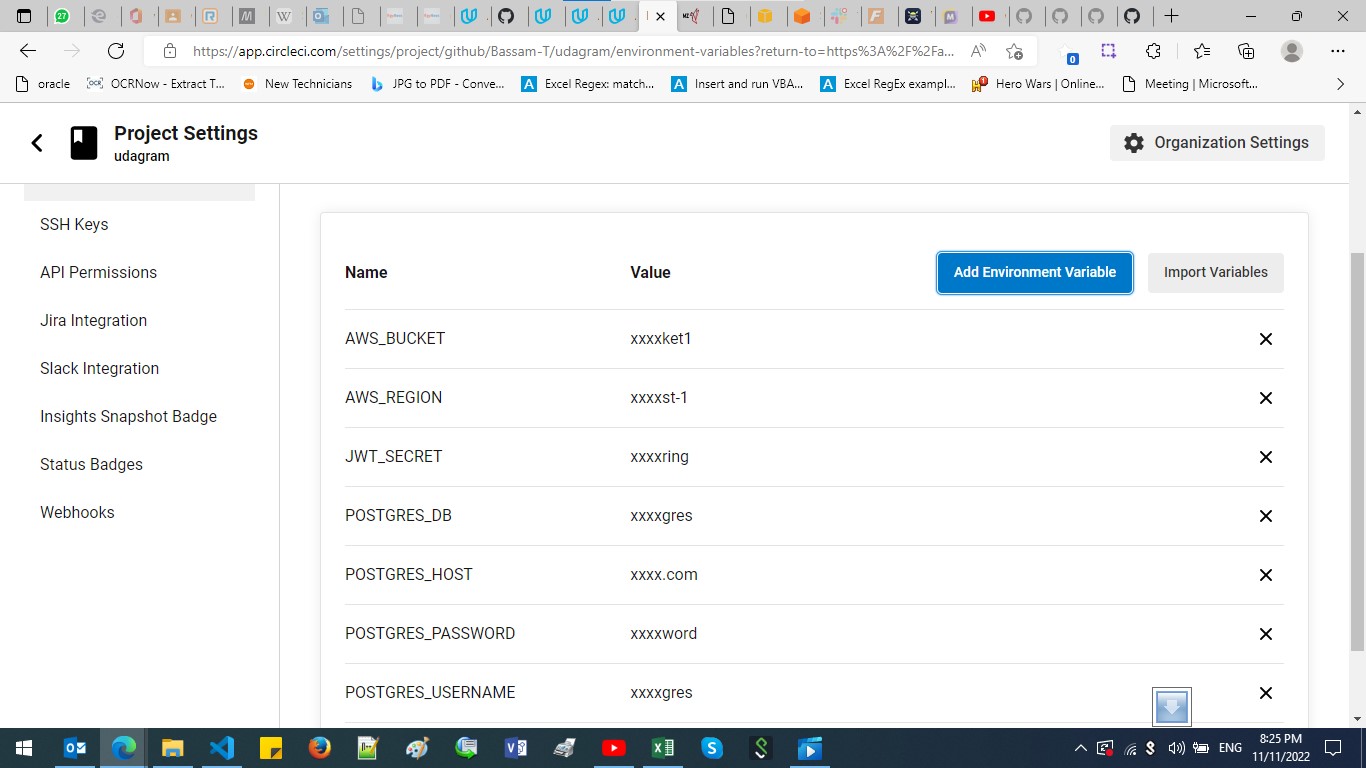 27
https://app.circleci.com/settings/project/github/Bassam-T/udagram/environment-variables?return-to=https%3A%2F%2Fa...
0
oracle
OCRNow - Extract T...
New Technicians
JPG to PDF - Conve...
Excel Regex: match...
Insert and run VBA...
Excel RegEx exampl...
Hero Wars | Online...
Meeting | Microsoft...
Project Settings
udagram
Organization Settings
SSH Keys
API Permissions
Jira Integration
Slack Integration
Insights Snapshot Badge
Status Badges
Webhooks
Name Value Add Environment Variable Import Variables
AWS_BUCKET xxxxket1
AWS_REGION xxxxst-1
JWT_SECRET xxxxring
POSTGRES_DB xxxxgres
POSTGRES_HOST xxxx.com
POSTGRES_PASSWORD xxxxword
POSTGRES_USERNAME xxxxgres
ENG
8:25 PM
11/11/2022